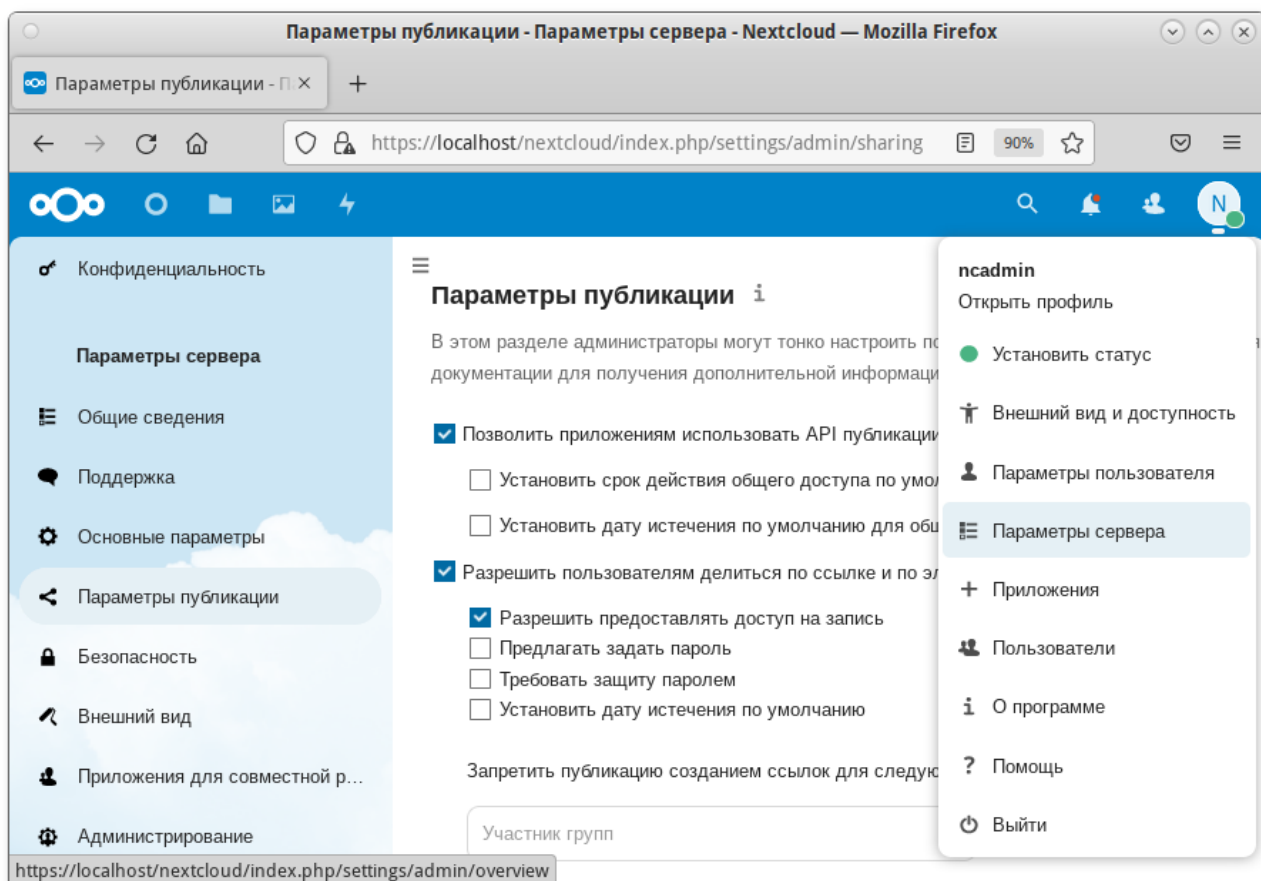 Параметры публикации - Параметры сервера - Nextcloud — Mozilla Firefox
Параметры публикации - П
https://localhost/nextcloud/index.php/settings/admin/sharing
90%
N
Конфиденциальность
Параметры сервера
Общие сведения
Поддержка
Основные параметры
Параметры публикации
Безопасность
Внешний вид
Приложения для совместной р...
Администрирование
Параметры публикации
В этом разделе администраторы могут тонко настроить
документации для получения дополнительной
Позволить приложениям использовать API публикации
Установить срок действия общего доступа по
Установить дату истечения по умолчанию для
Разрешить пользователям делиться по ссылке и по
Разрешить предоставлять доступ на запись
Предлагать задать пароль
Требовать защиту паролем
Установить дату истечения по умолчанию
Запретить публикацию созданием ссылок для
Участник групп
ncadmin
Открыть профиль
Установить статус
Внешний вид и доступность
Параметры пользователя
Параметры сервера
Приложения
Пользователи
О программе
Помощь
Выйти
https://localhost/nextcloud/index.php/settings/admin/overview